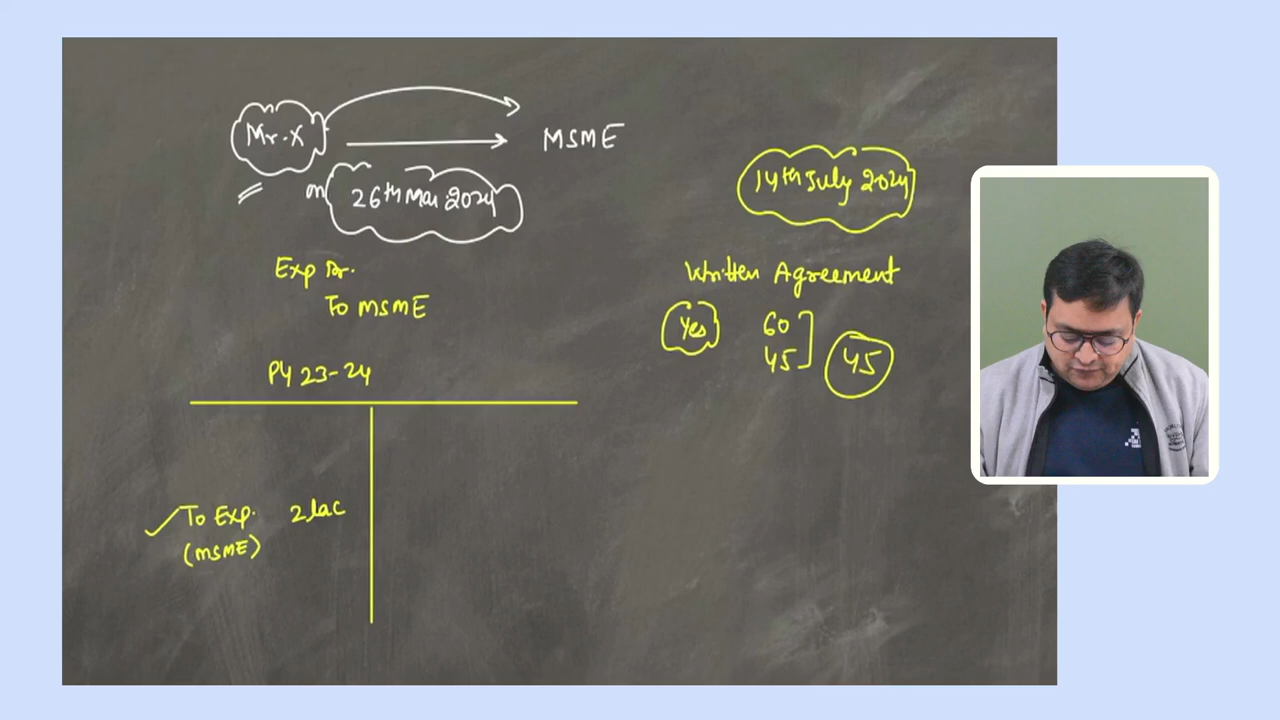 Mr. X
MSME
on 26th Mar 2024
Exp Dr.
To MSME
PY 23-24
To Exp. 2 lac
(MSME)
14th July 2024
Written Agreement
Yes 60
45
45